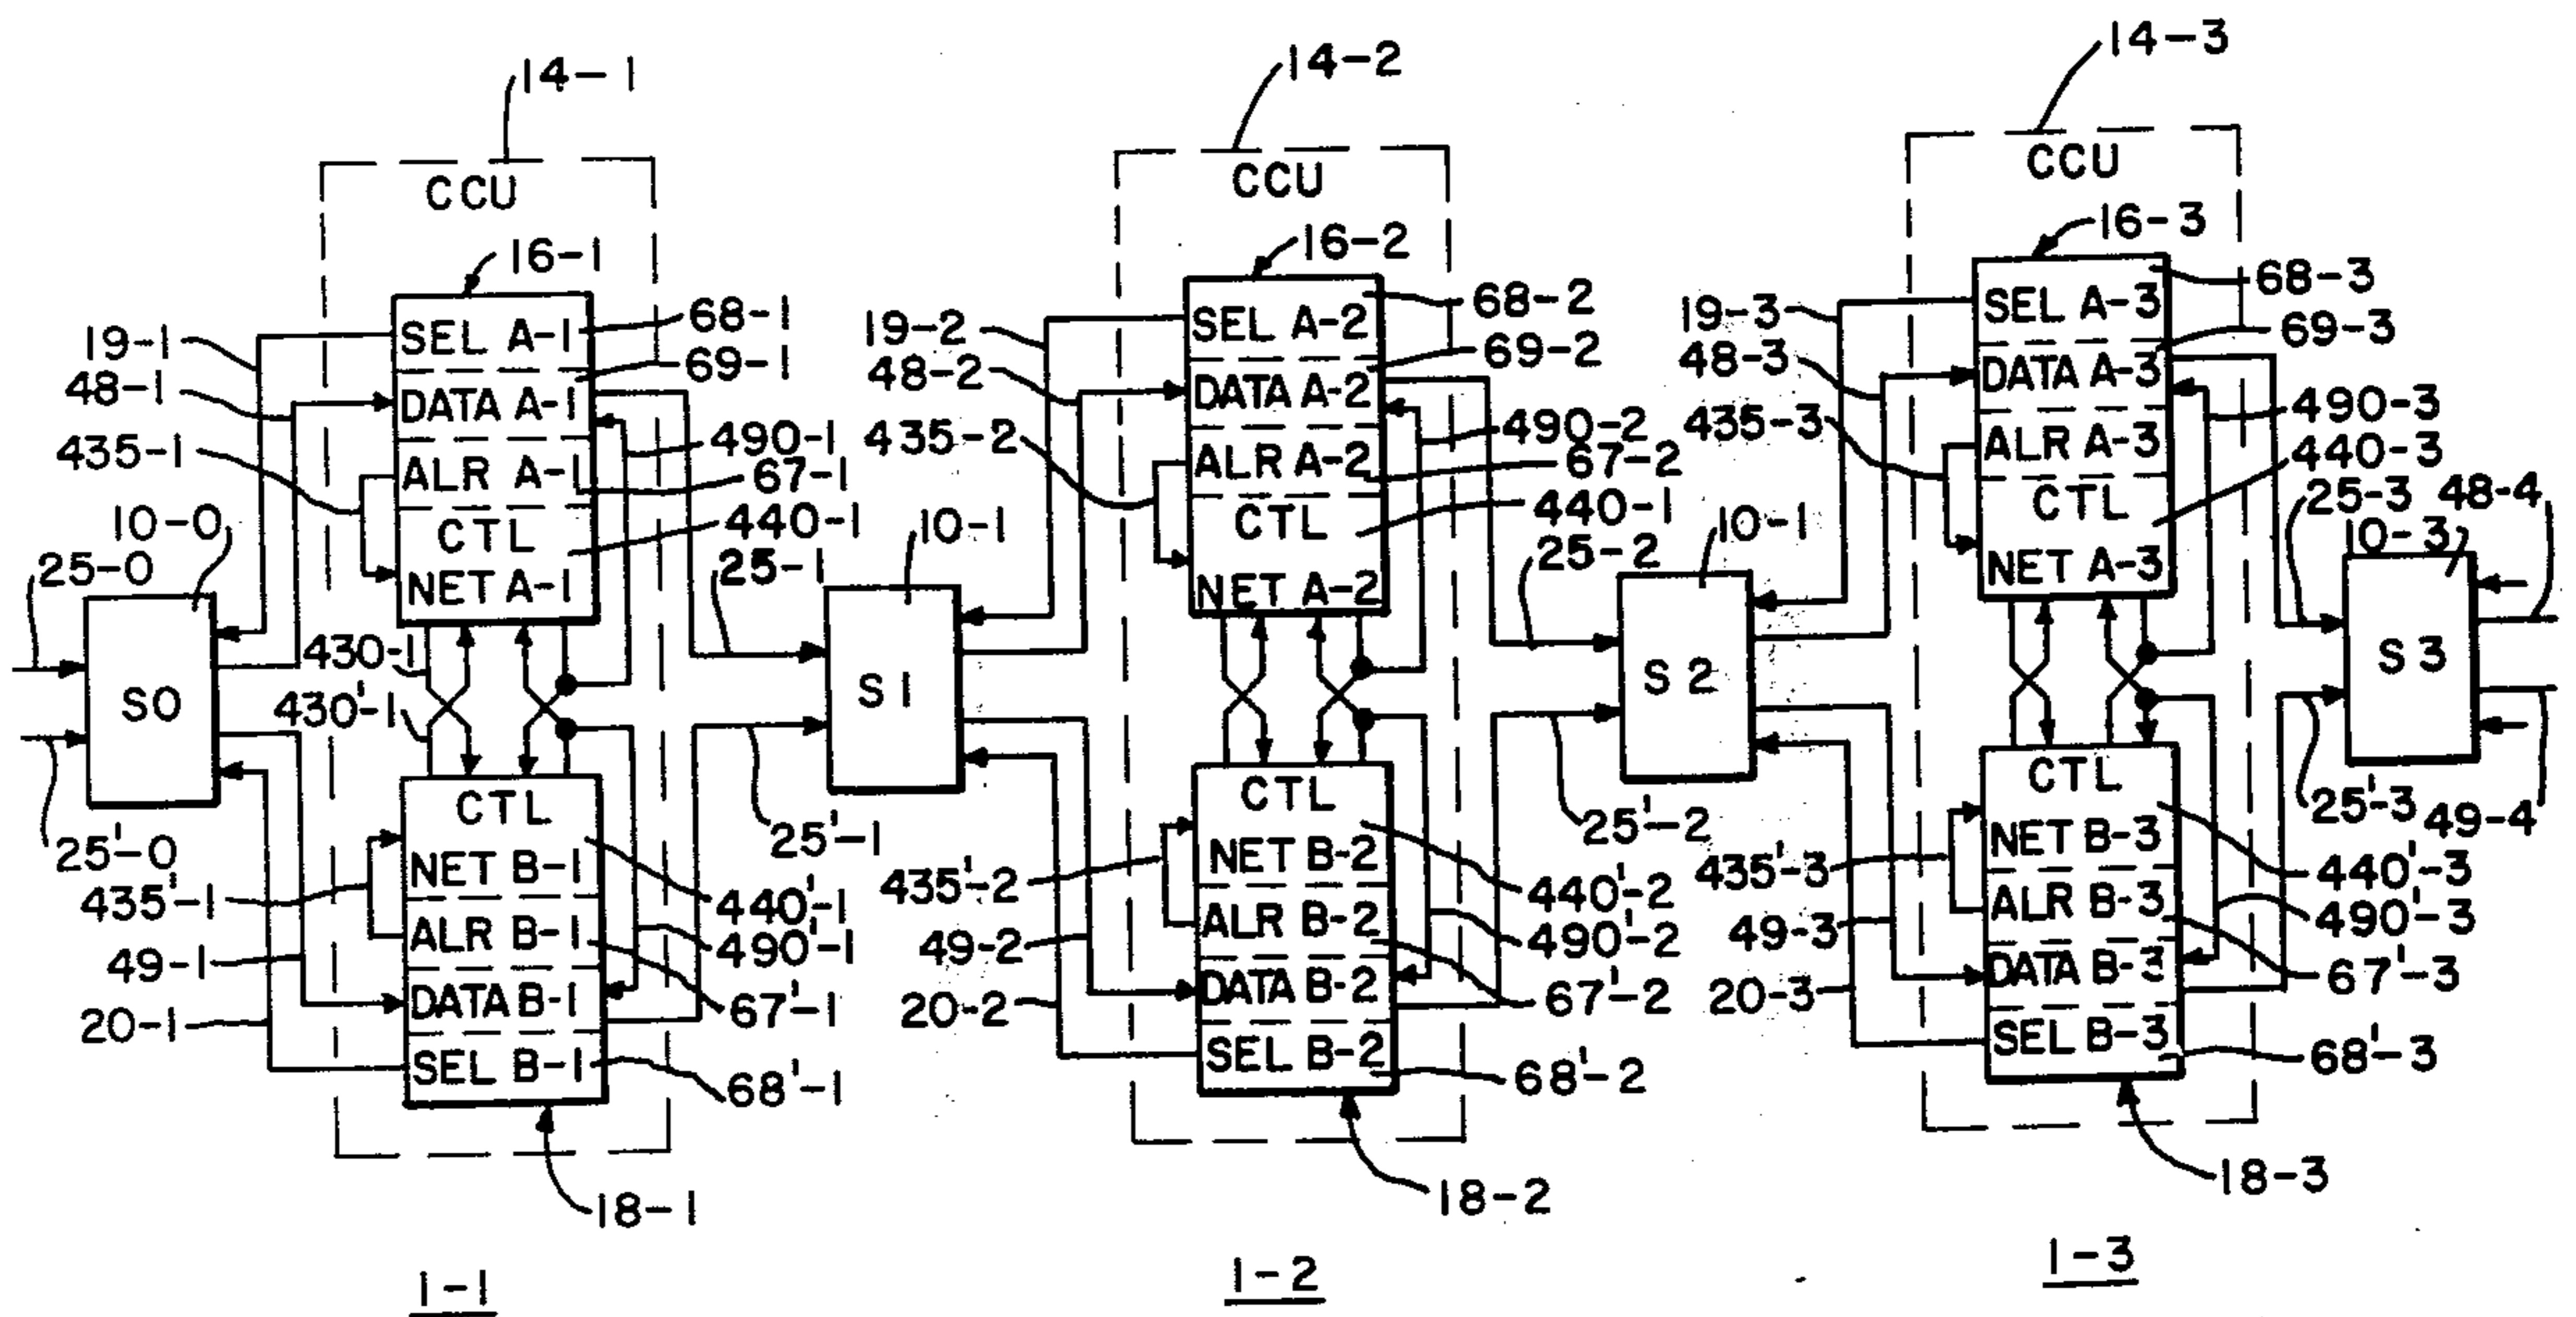 14-1
14-2
14-3
CCU
CCU
CCU
16-1
16-2
16-3
19-1
48-1
435-1
10-0
25-0
S0
25'-0
430-1
430'-1
435'-1
49-1
20-1
SEL A-1
DATA A-1
ALR A-1
CTL
NET A-1
68-1
69-1
490-1
67-1
440-1
25-1
CTL
NET B-1
ALR B-1
DATA B-1
SEL B-1
440'-1
490'-1
67'-1
68'-1
25'-1
18-1
1-1
10-1
S1
19-2
48-2
435-2
435'-2
49-2
20-2
SEL A-2
DATA A-2
ALR A-2
CTL
NET A-2
68-2
69-2
490-2
67-2
440-1
25-2
CTL
NET B-2
ALR B-2
DATA B-2
SEL B-2
25'-2
440'-2
490'-2
67'-2
68'-2
18-2
1-2
10-1
S2
19-3
48-3
435-3
435'-3
49-3
20-3
SEL A-3
DATA A-3
ALR A-3
CTL
NET A-3
68-3
69-3
490-3
440-3
25-3
48-4
10-3
S3
CTL
NET B-3
ALR B-3
DATA B-3
SEL B-3
25'-3
49-4
440'-3
490'-3
67'-3
68'-3
18-3
1-3